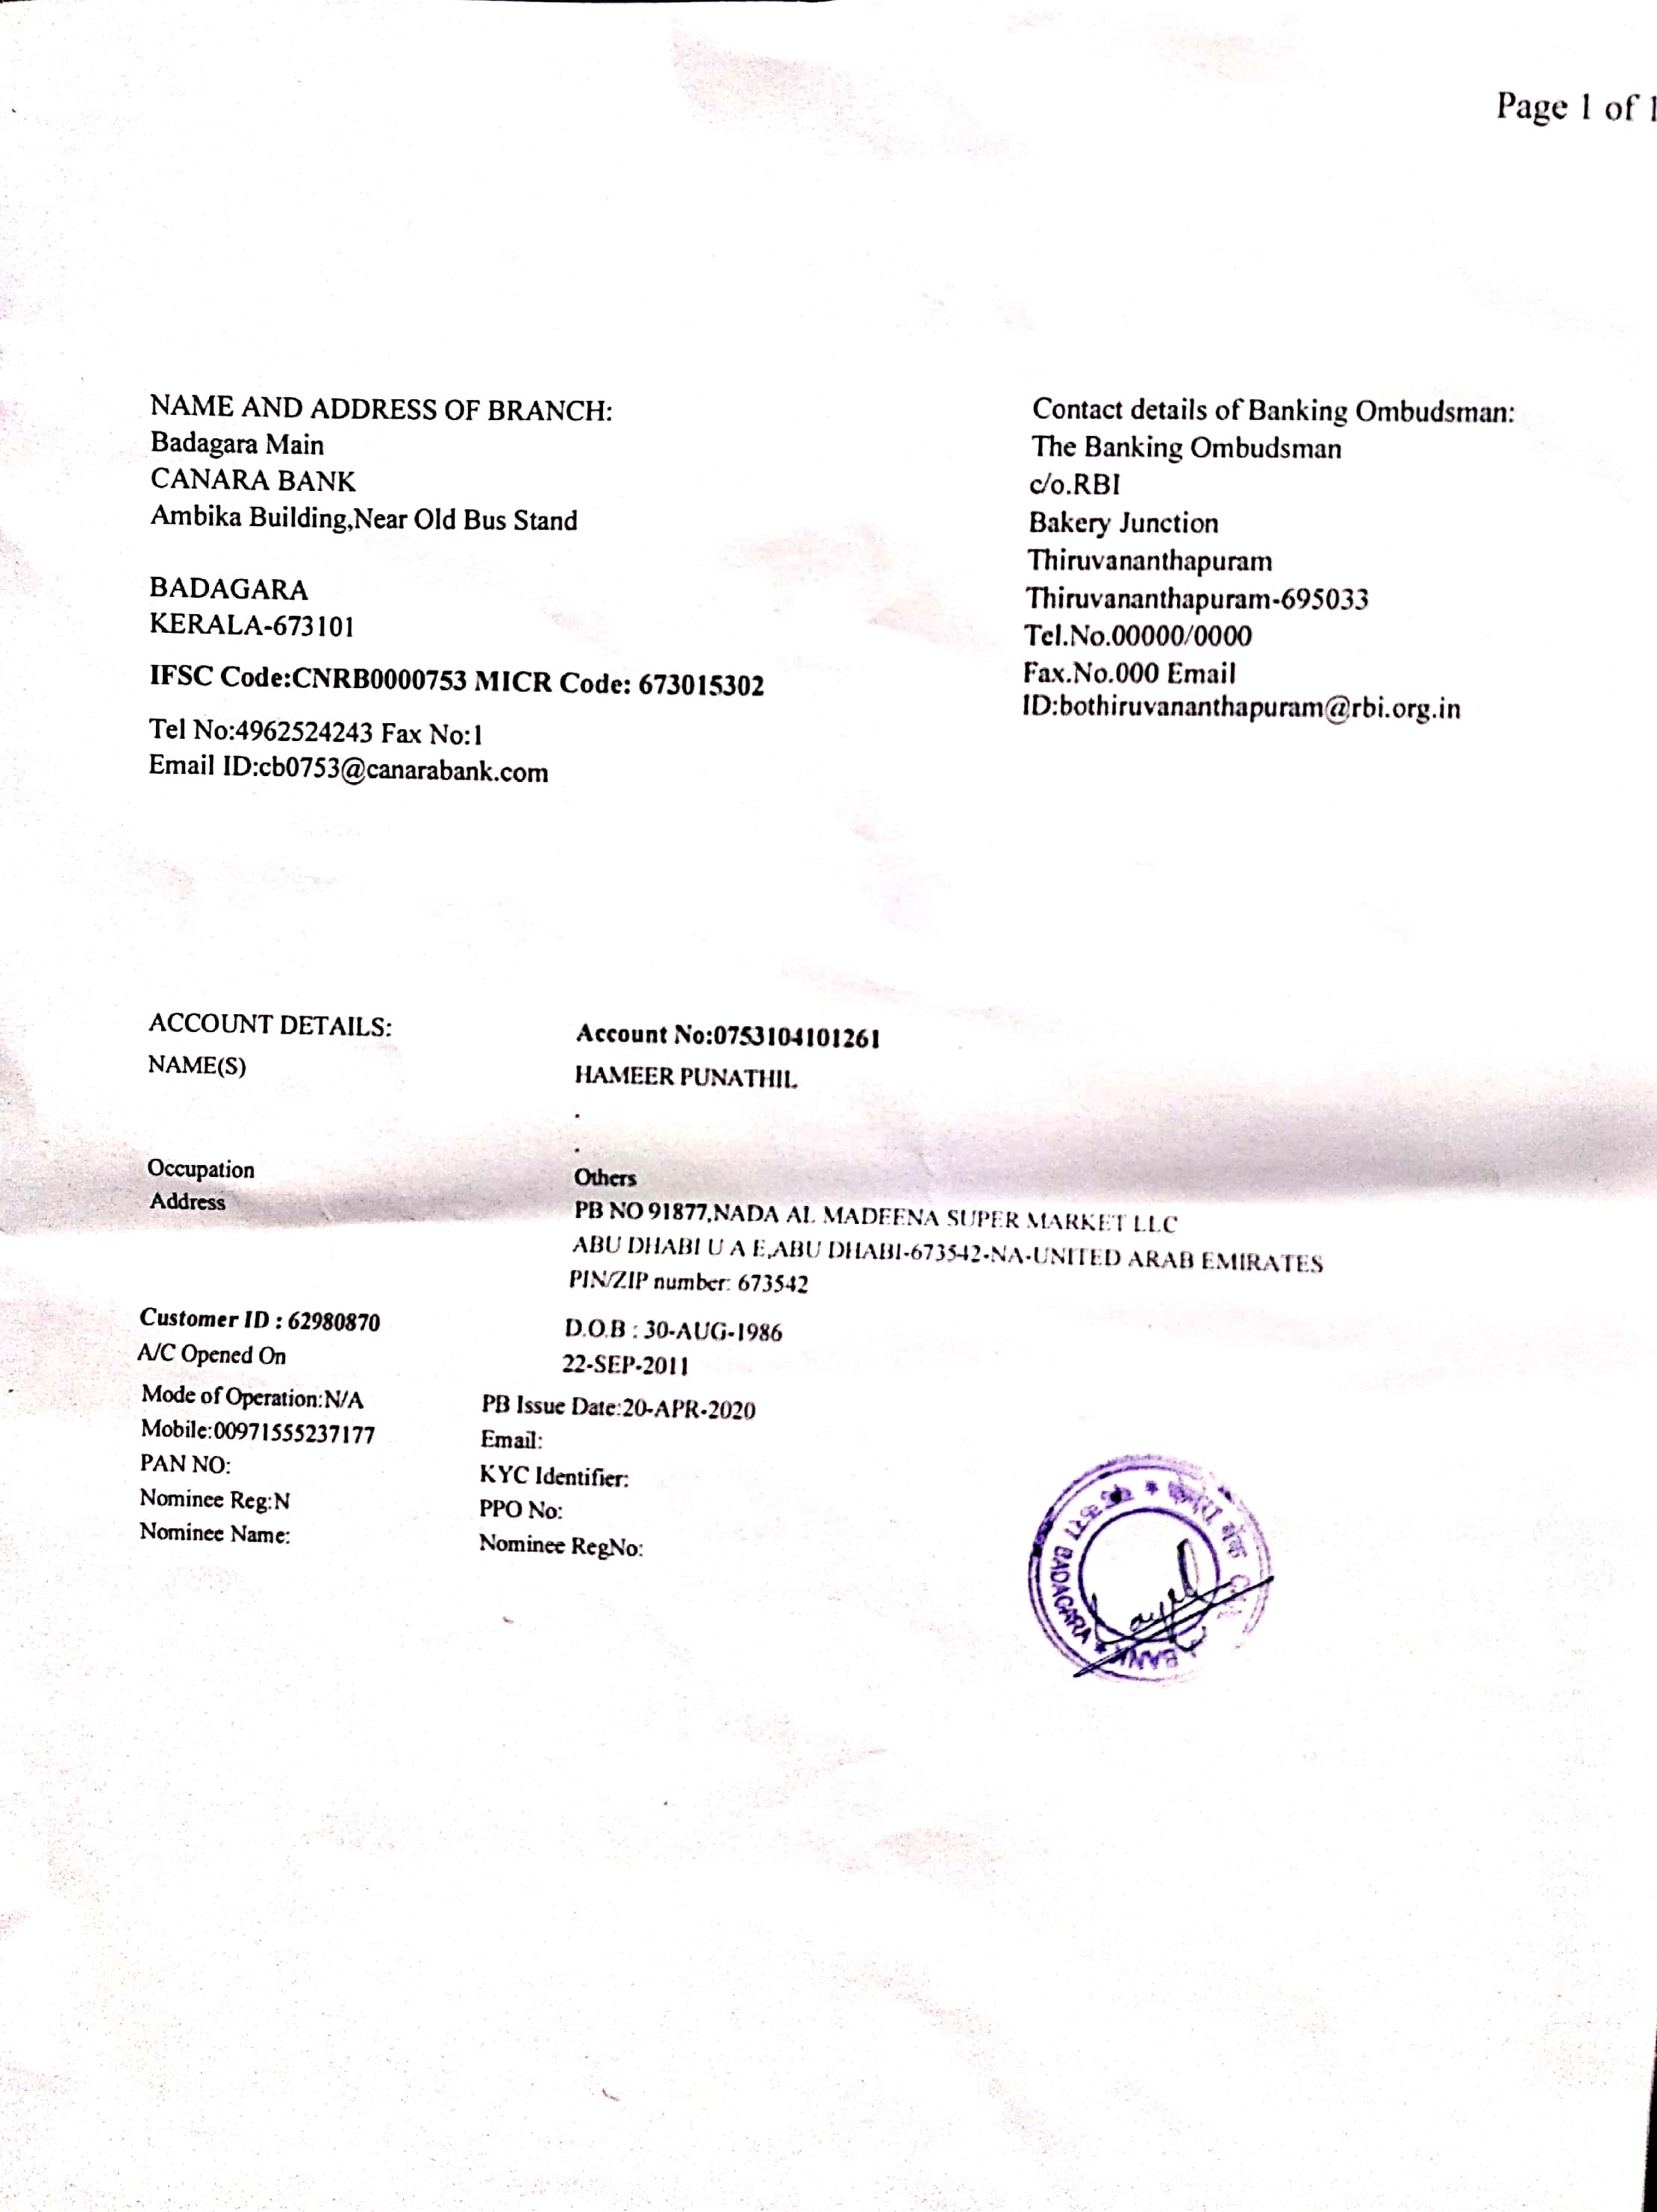 Page 1 of 1
NAME AND ADDRESS OF BRANCH:
Badagara Main
CANARA BANK
Ambika Building,Near Old Bus Stand
BADAGARA
KERALA-673101
IFSC Code:CNRB0000753 MICR Code: 673015302
Tel No:4962524243 Fax No:1
Email ID:cb0753@canarabank.com
Contact details of Banking Ombudsman:
The Banking Ombudsman
c/o.RBI
Bakery Junction
Thiruvananthapuram
Thiruvananthapuram-695033
Tel.No.00000/0000
Fax.No.000 Email
ID:bothiruvananthapuram@rbi.org.in
ACCOUNT DETAILS: Account No:0753104101261
NAME(S) HAMEER PUNATHIL
.
.
Occupation Others
Address PB NO 91877,NADA AL MADEENA SUPER MARKET LLC
ABU DHABI U A E,ABU DHABI-673542-NA-UNITED ARAB EMIRATES
PIN/ZIP number: 673542
Customer ID : 62980870 D.O.B : 30-AUG-1986
A/C Opened On 22-SEP-2011
Mode of Operation:N/A PB Issue Date:20-APR-2020
Mobile:00971555237177 Email:
PAN NO: KYC Identifier:
Nominee Reg:N PPO No:
Nominee Name: Nominee RegNo:
BADAGARA
BANK